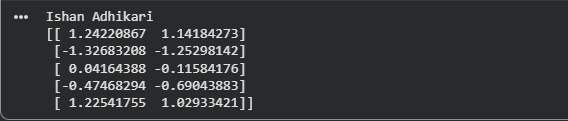 Ishan Adhikari
[[ 1.24220867  1.14184273]
 [-1.32683208 -1.25298142]
 [ 0.04164388 -0.11584176]
 [-0.47468294 -0.69043883]
 [ 1.22541755  1.02933421]]